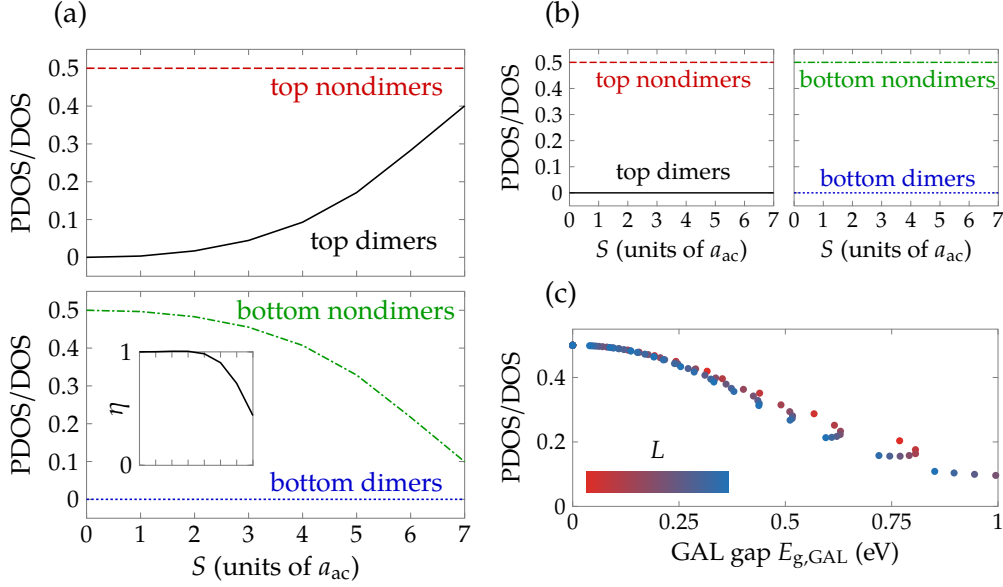 (a)
PDOS/DOS
0.5
0.4
0.3
0.2
0.1
0
top nondimers
top dimers
PDOS/DOS
0.5
0.4
0.3
0.2
0.1
0
bottom nondimers
η
1
0
bottom dimers
0 1 2 3 4 5 6 7
S (units of a_ac)
(b)
PDOS/DOS
0.5
0.4
0.3
0.2
0.1
0
top nondimers
top dimers
0 1 2 3 4 5 6 7
S (units of a_ac)
bottom nondimers
bottom dimers
0 1 2 3 4 5 6 7
S (units of a_ac)
(c)
PDOS/DOS
0.4
0.2
0
L
0 0.25 0.5 0.75 1
GAL gap E_g,GAL (eV)